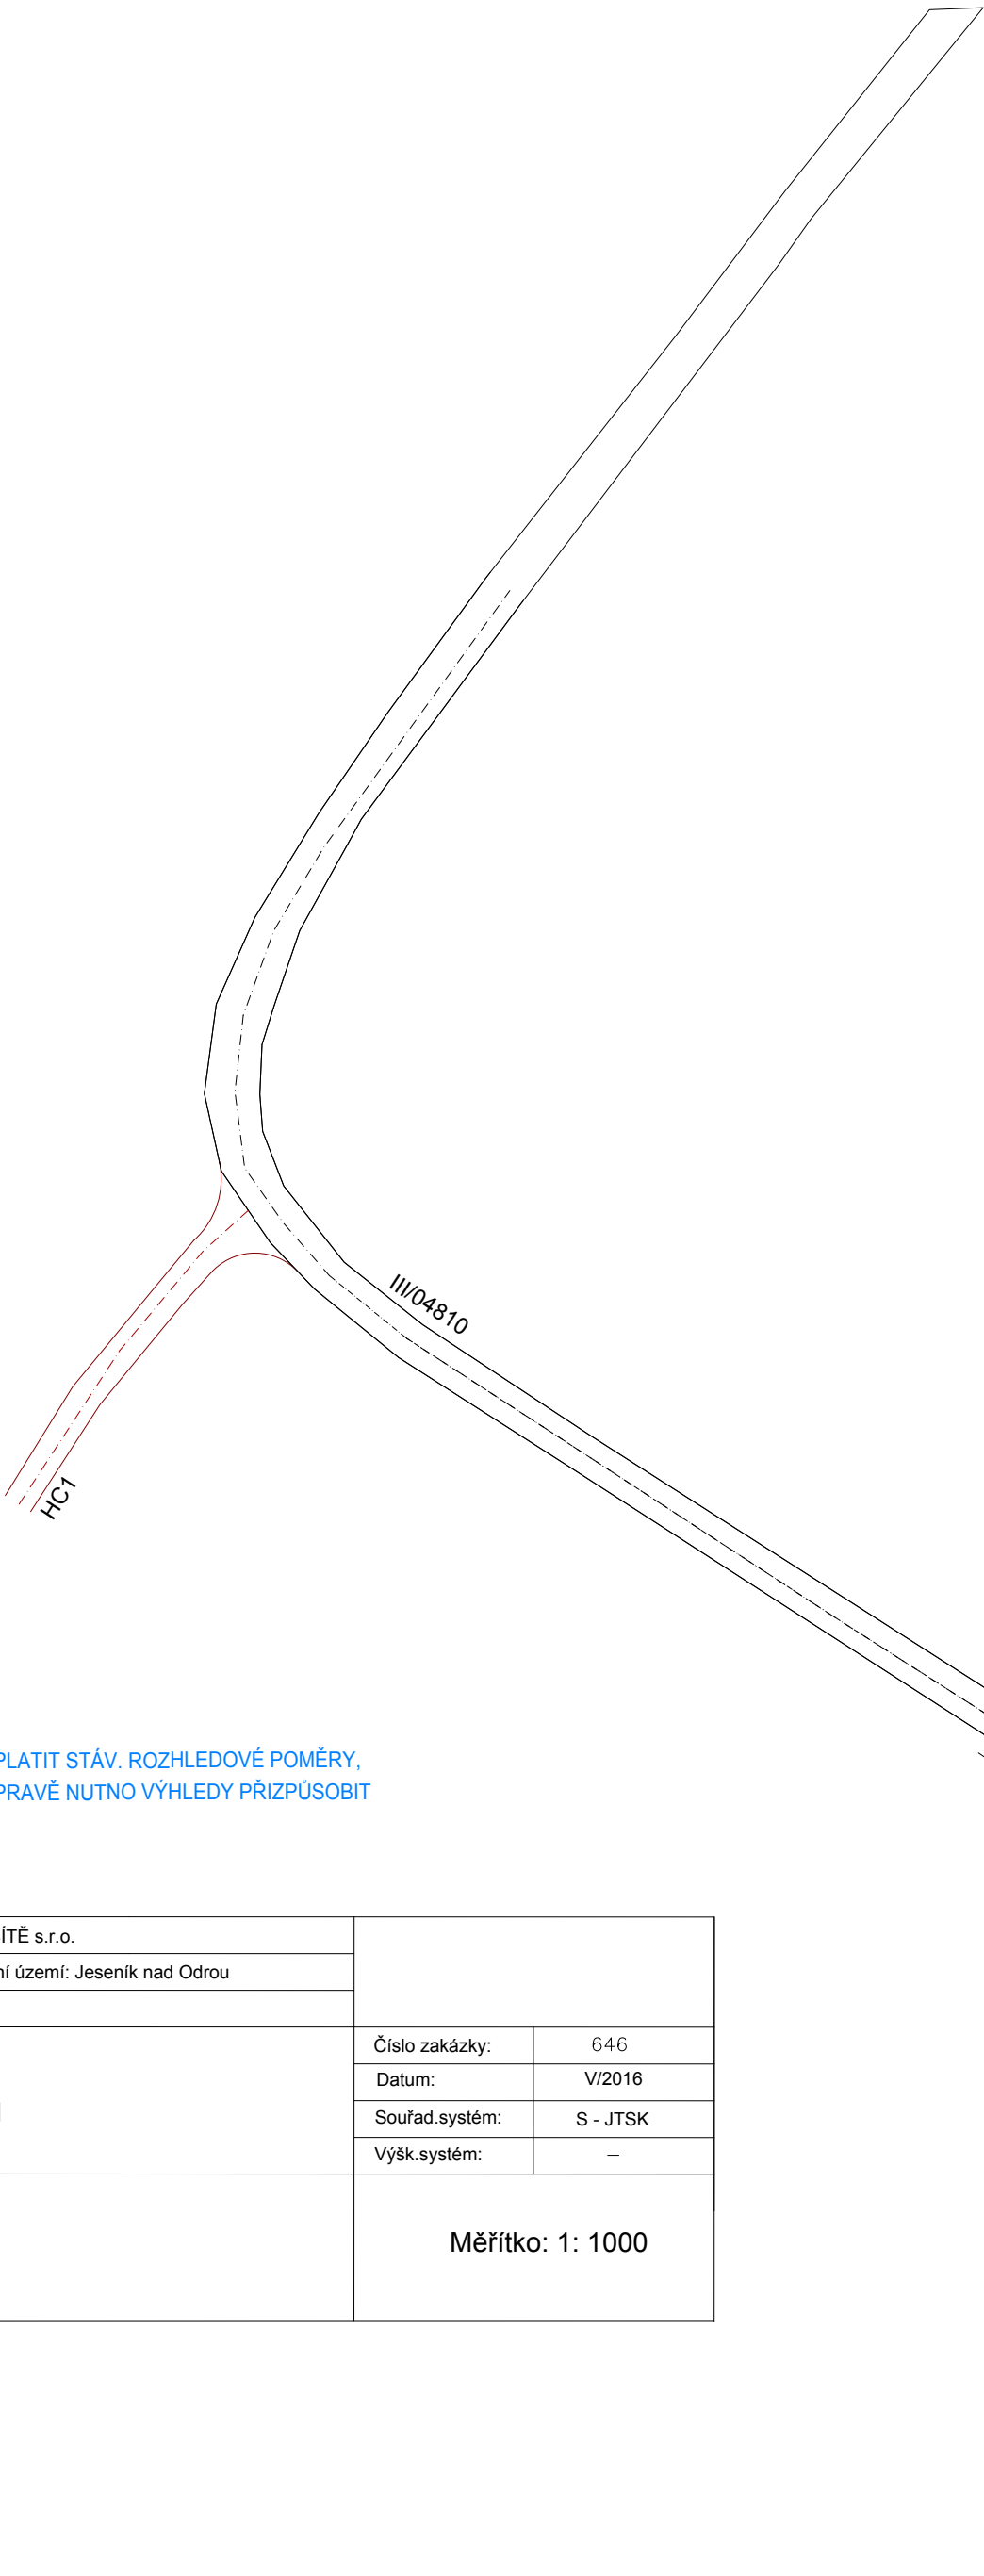 III/04810
HC1
PLATIT STÁV. ROZHLEDOVÉ POMĚRY,
PRAVĚ NUTNO VÝHLEDY PŘIZPŮSOBIT
ÍTĚ s.r.o.
ní území: Jeseník nad Odrou
Číslo zakázky: 646
Datum: V/2016
Souřad.systém: S - JTSK
Výšk.systém: –
Měřítko: 1: 1000